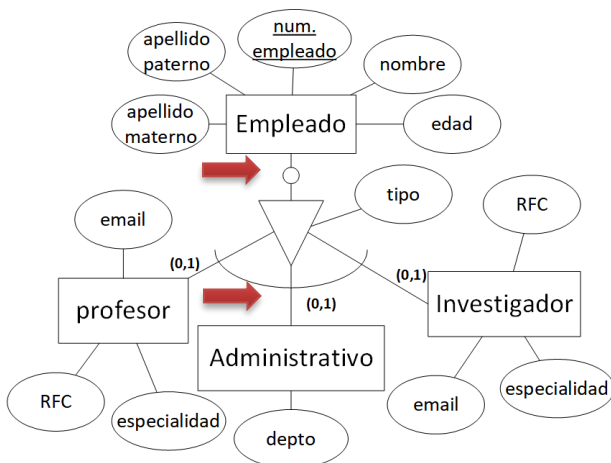 num.
empleado
apellido
paterno
nombre
apellido
materno
Empleado
edad
tipo
RFC
email
(0,1)
(0,1)
(0,1)
profesor
Investigador
Administrativo
RFC
especialidad
depto
email
especialidad